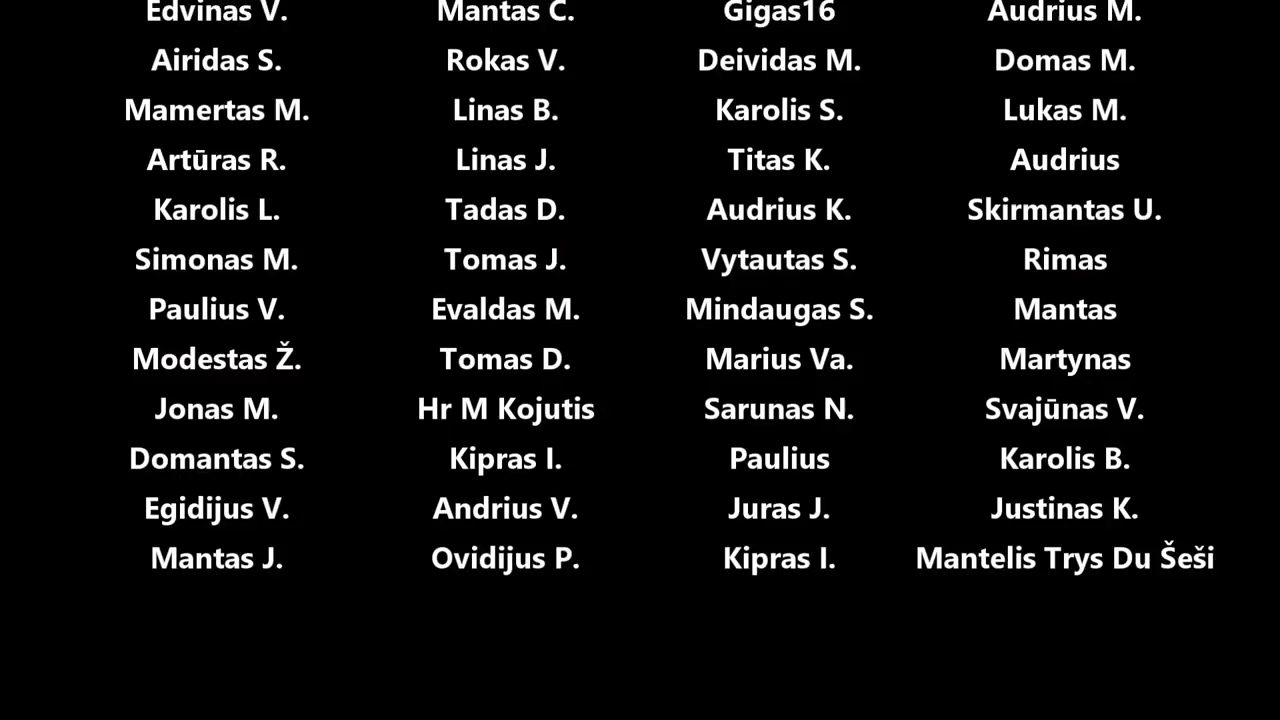 Edvinas V. Mantas C. Gigas16 Audrius M.
Airidas S. Rokas V. Deividas M. Domas M.
Mamertas M. Linas B. Karolis S. Lukas M.
Artūras R. Linas J. Titas K. Audrius
Karolis L. Tadas D. Audrius K. Skirmantas U.
Simonas M. Tomas J. Vytautas S. Rimas
Paulius V. Evaldas M. Mindaugas S. Mantas
Modestas Ž. Tomas D. Marius Va. Martynas
Jonas M. Hr M Kojutis Sarunas N. Svajūnas V.
Domantas S. Kipras I. Paulius Karolis B.
Egidijus V. Andrius V. Juras J. Justinas K.
Mantas J. Ovidijus P. Kipras I. Mantelis Trys Du Šeši